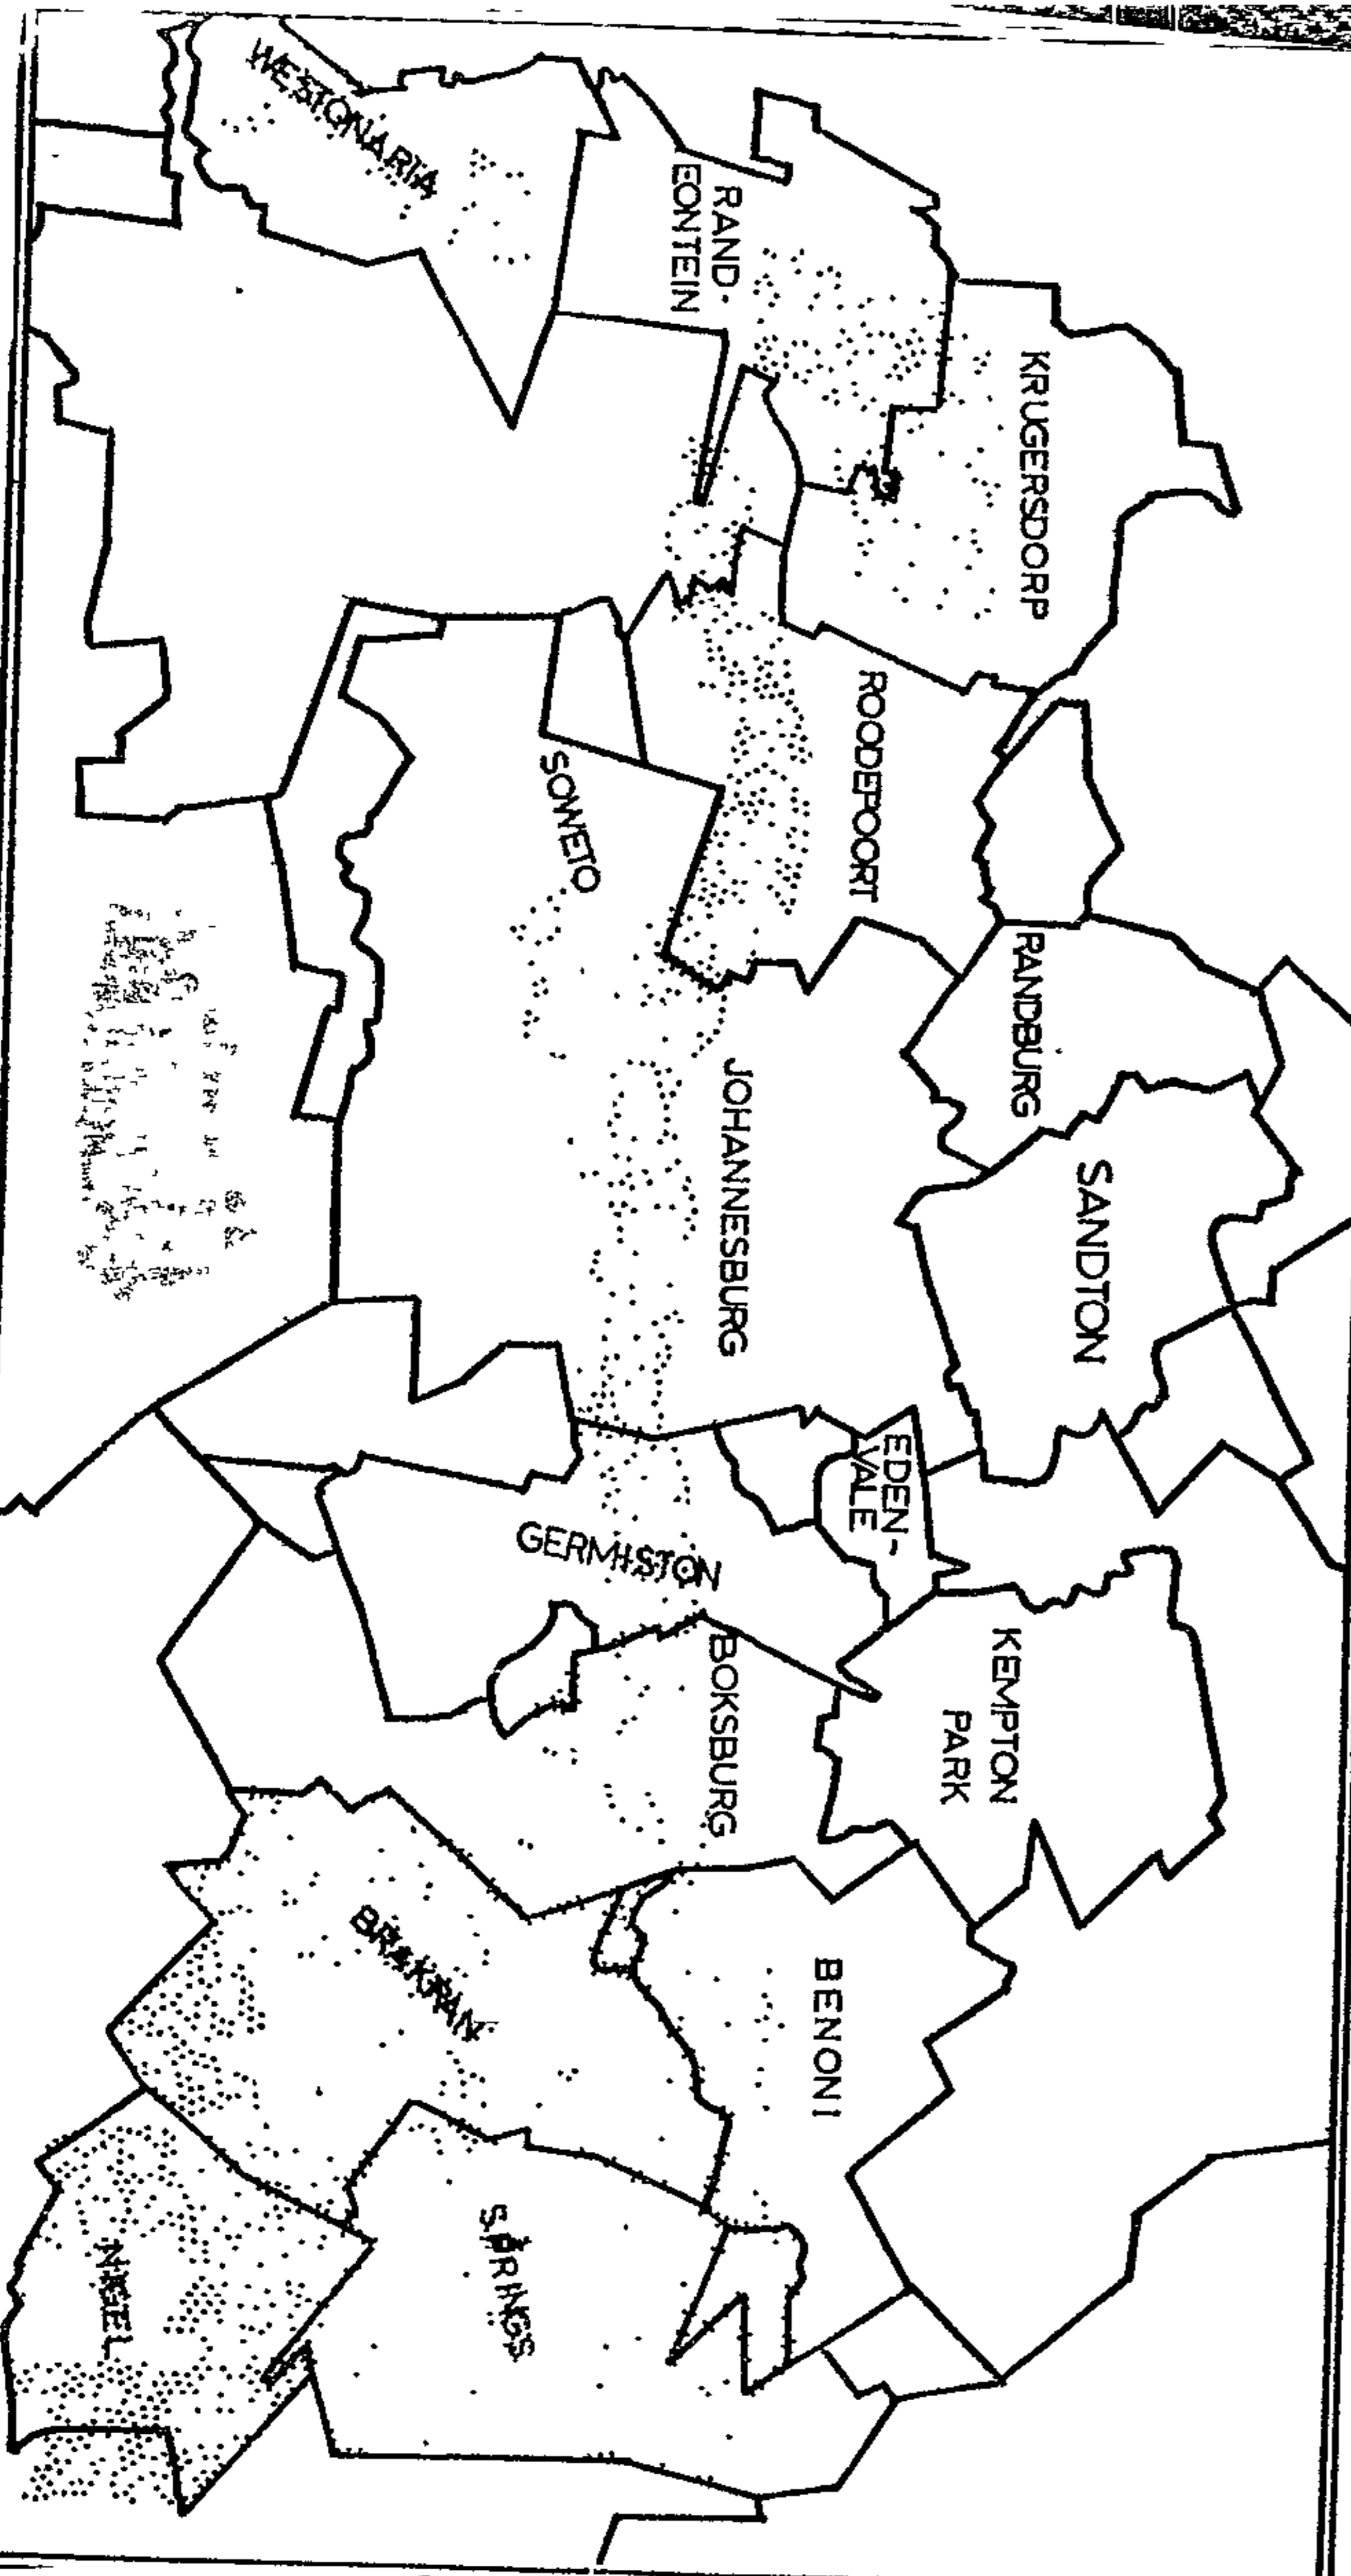 KRUGERSDORP
RAND-
FONTEIN
WESTONARIA
ROODEPOORT
SOWETO
RANDBURG
SANDTON
JOHANNESBURG
EDEN-
VALE
GERMISTON
KEMPTON
PARK
BOKSBURG
BENONI
BRAKPAN
SPRINGS
NIGEL